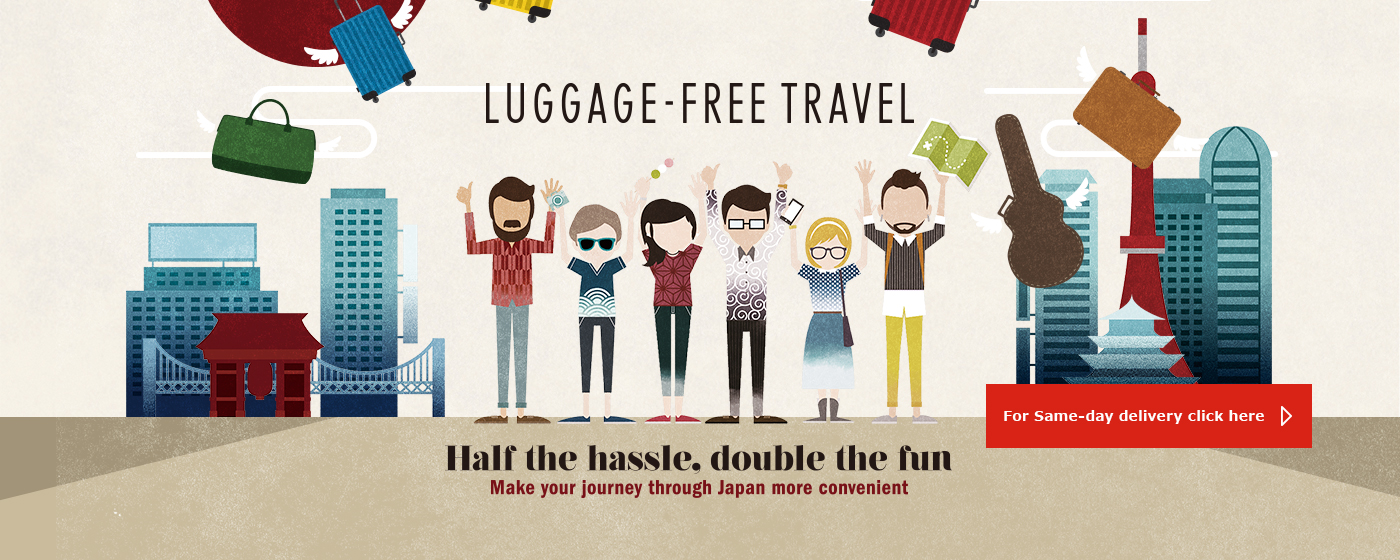 LUGGAGE-FREE TRAVEL
For Same-day delivery click here
Half the hassle, double the fun
Make your journey through Japan more convenient